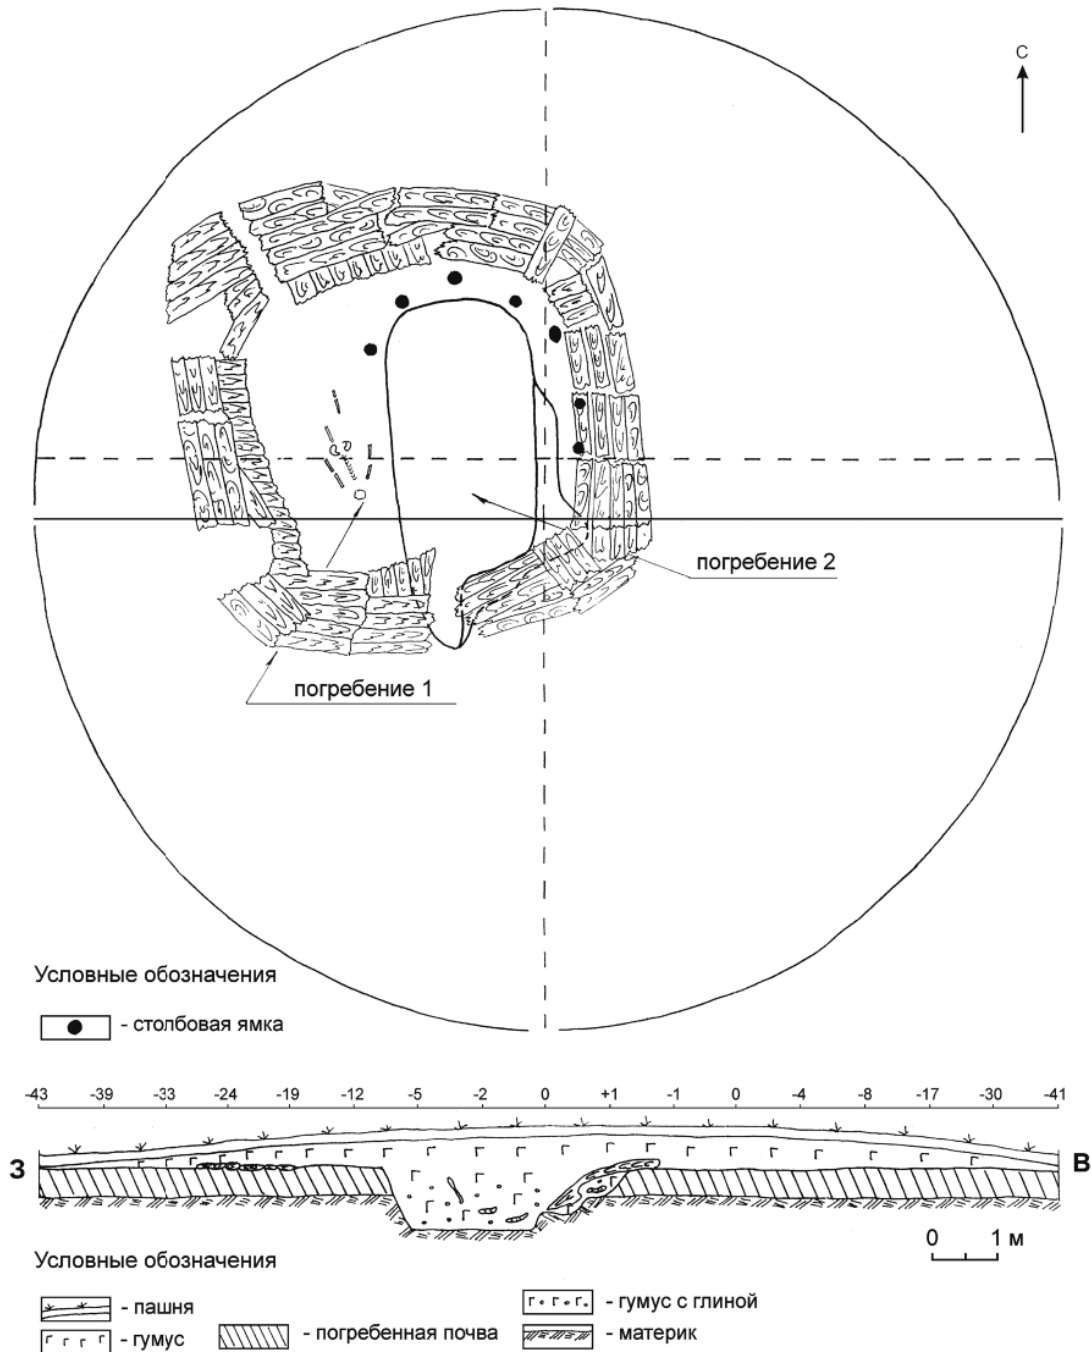 С
погребение 2
погребение 1
Условные обозначения
- столбовая ямка
-43 -39 -33 -24 -19 -12 -5 -2 0 +1 -1 0 -4 -8 -17 -30 -41
З В
0 1 м
Условные обозначения
- пашня - гумус с глиной
- гумус - погребенная почва - материк